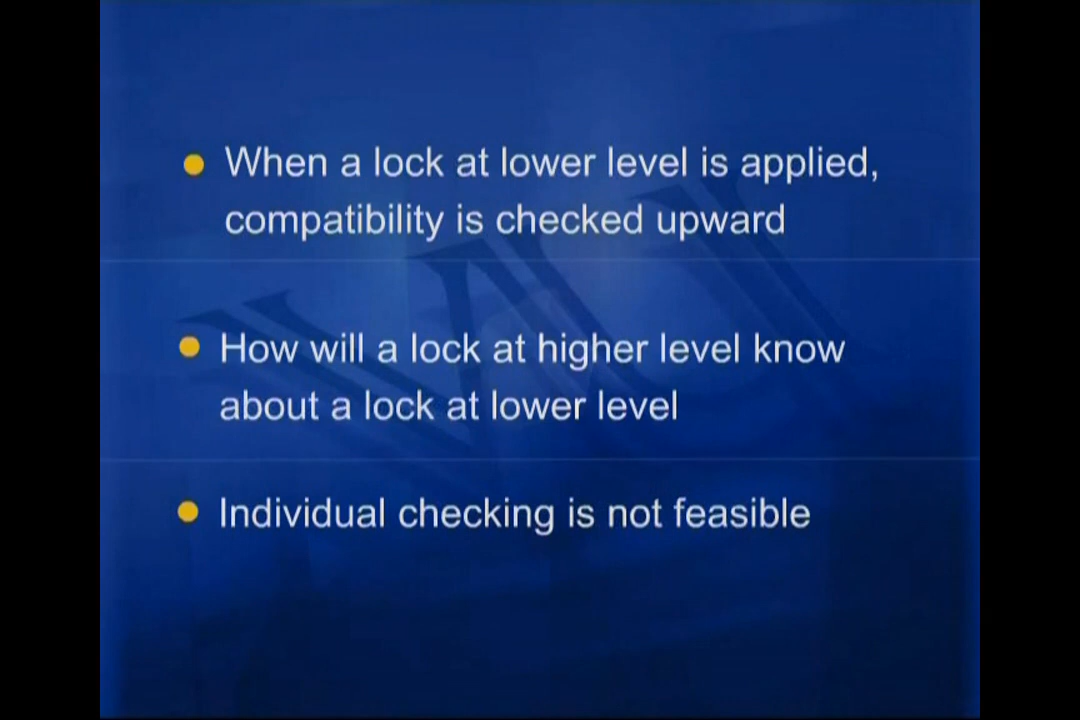 When a lock at lower level is applied,
compatibility is checked upward
How will a lock at higher level know
about a lock at lower level
Individual checking is not feasible